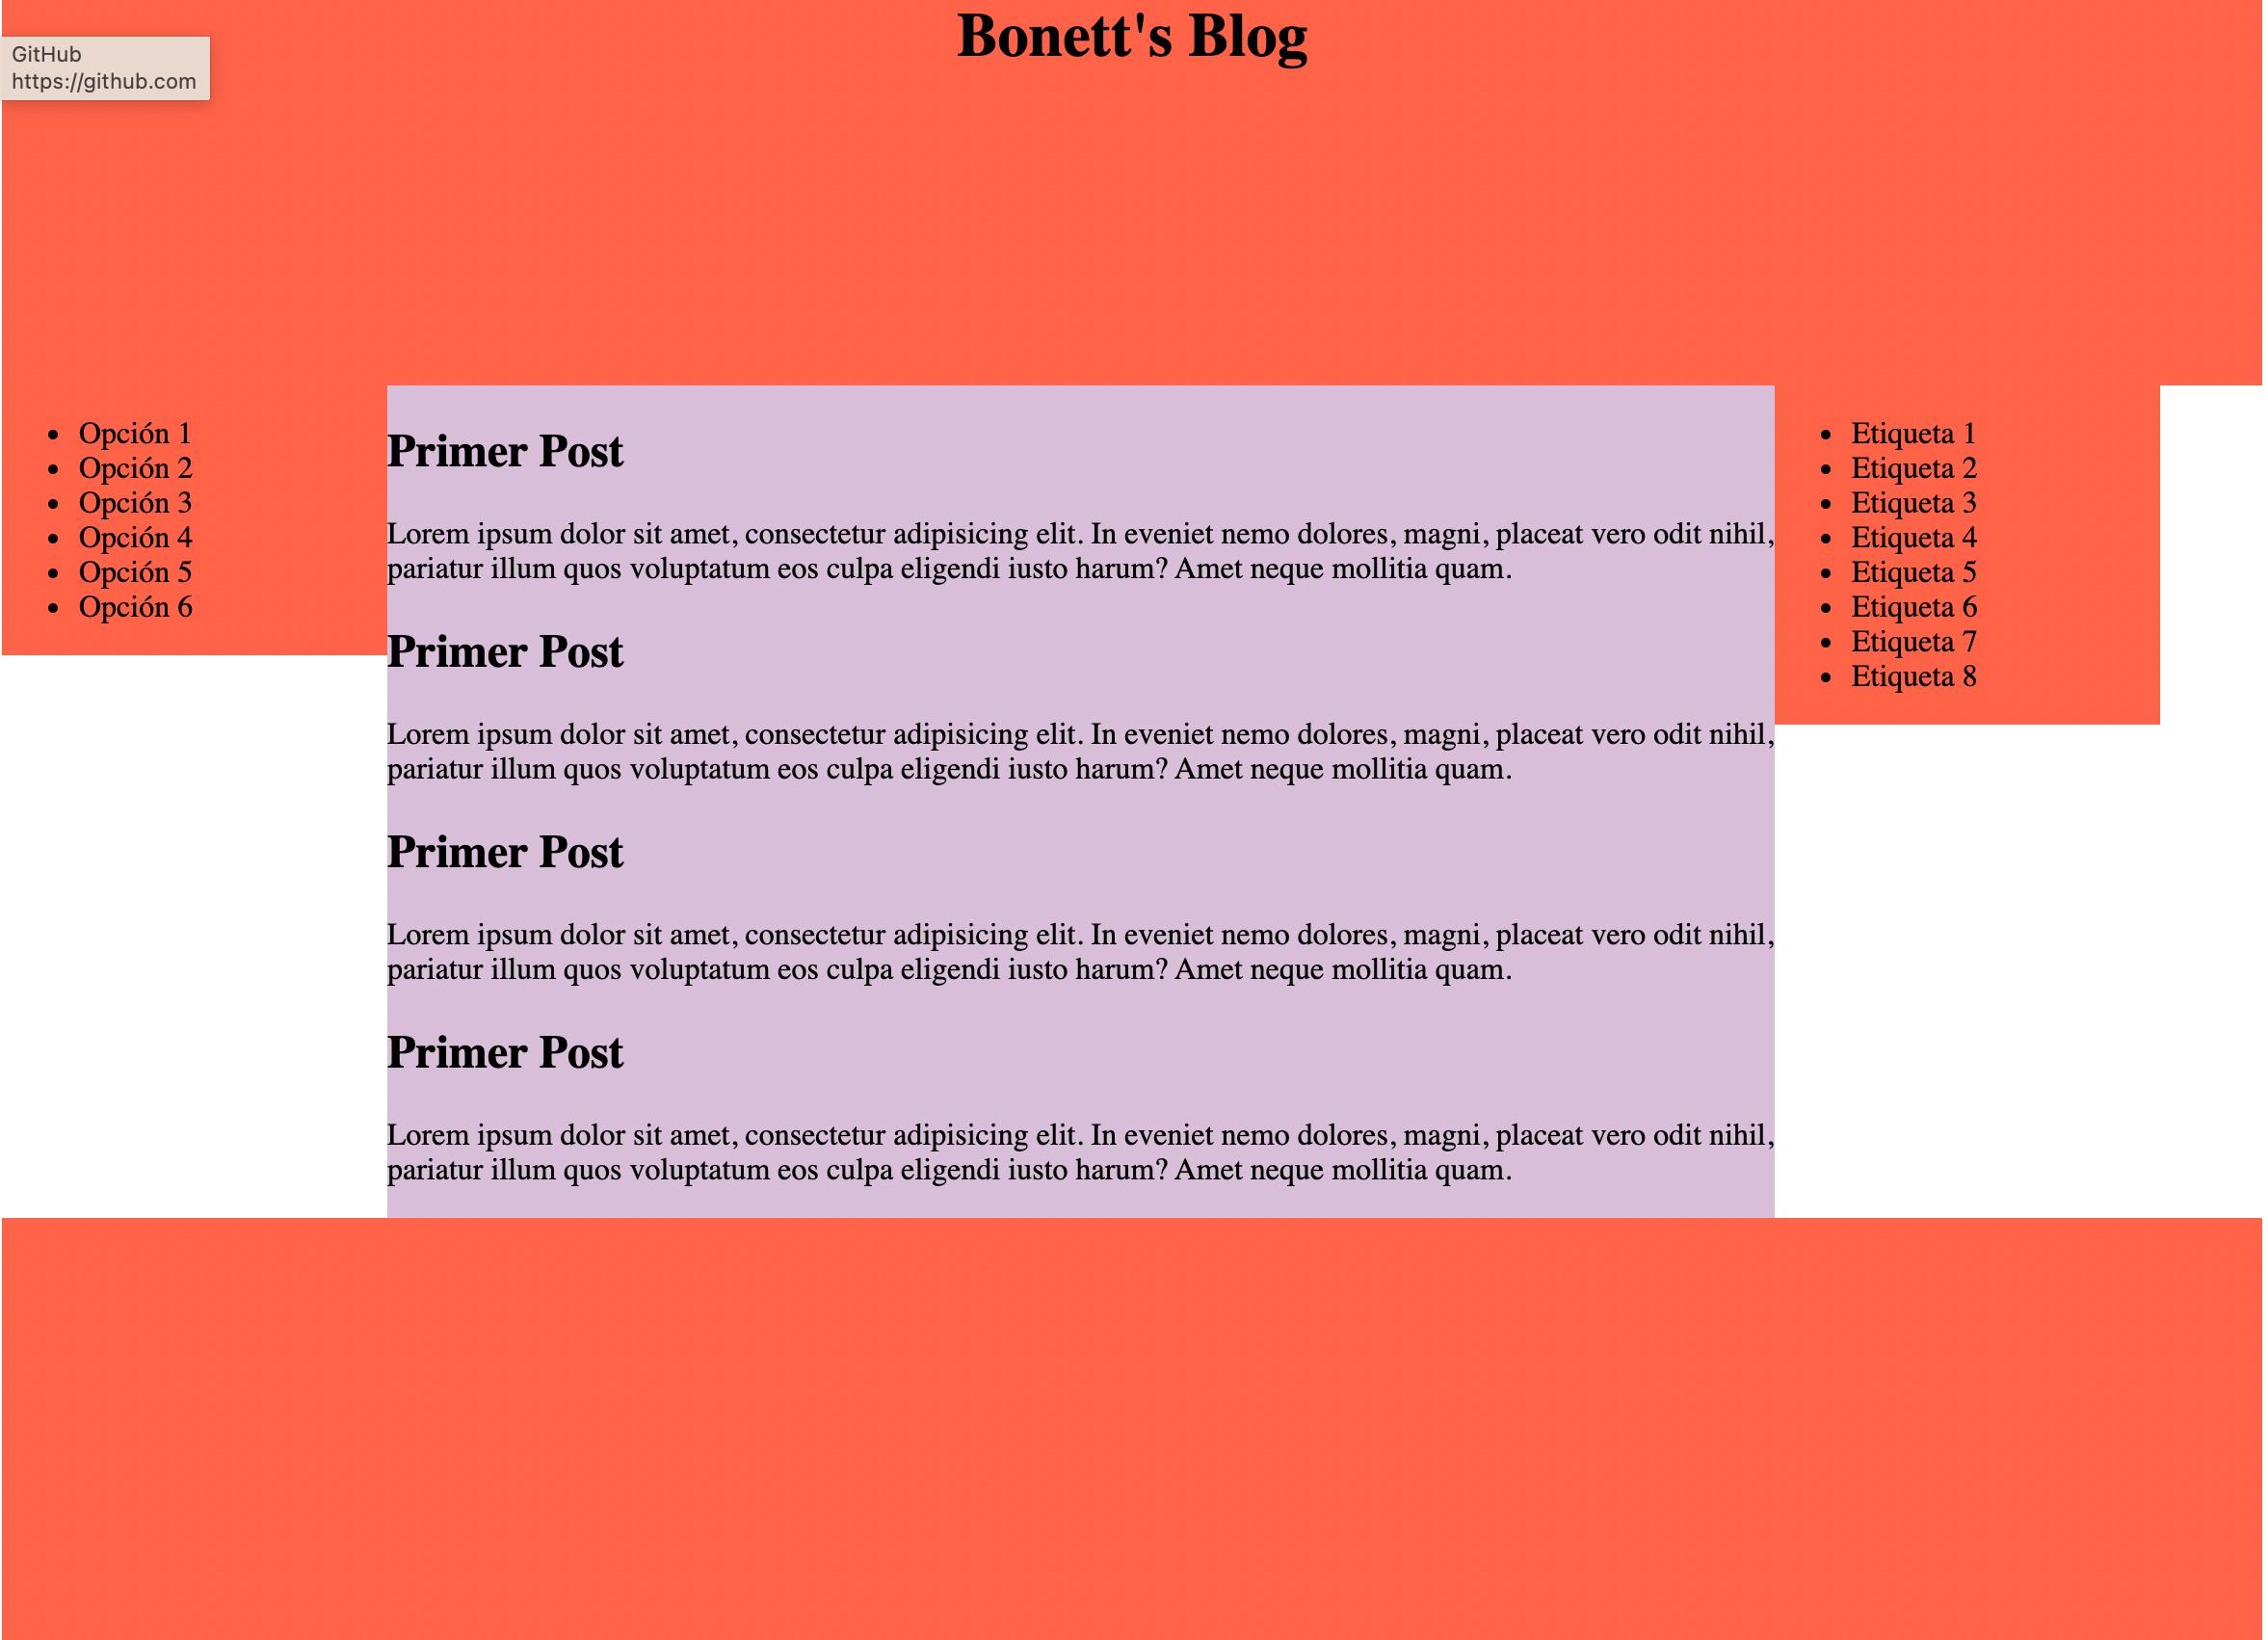 Bonett's Blog
GitHub
https://github.com
Opción 1
Opción 2
Opción 3
Opción 4
Opción 5
Opción 6
Primer Post
Lorem ipsum dolor sit amet, consectetur adipisicing elit. In eveniet nemo dolores, magni, placeat vero odit nihil,
pariatur illum quos voluptatum eos culpa eligendi iusto harum? Amet neque mollitia quam.
Primer Post
Lorem ipsum dolor sit amet, consectetur adipisicing elit. In eveniet nemo dolores, magni, placeat vero odit nihil,
pariatur illum quos voluptatum eos culpa eligendi iusto harum? Amet neque mollitia quam.
Primer Post
Lorem ipsum dolor sit amet, consectetur adipisicing elit. In eveniet nemo dolores, magni, placeat vero odit nihil,
pariatur illum quos voluptatum eos culpa eligendi iusto harum? Amet neque mollitia quam.
Primer Post
Lorem ipsum dolor sit amet, consectetur adipisicing elit. In eveniet nemo dolores, magni, placeat vero odit nihil,
pariatur illum quos voluptatum eos culpa eligendi iusto harum? Amet neque mollitia quam.
Etiqueta 1
Etiqueta 2
Etiqueta 3
Etiqueta 4
Etiqueta 5
Etiqueta 6
Etiqueta 7
Etiqueta 8